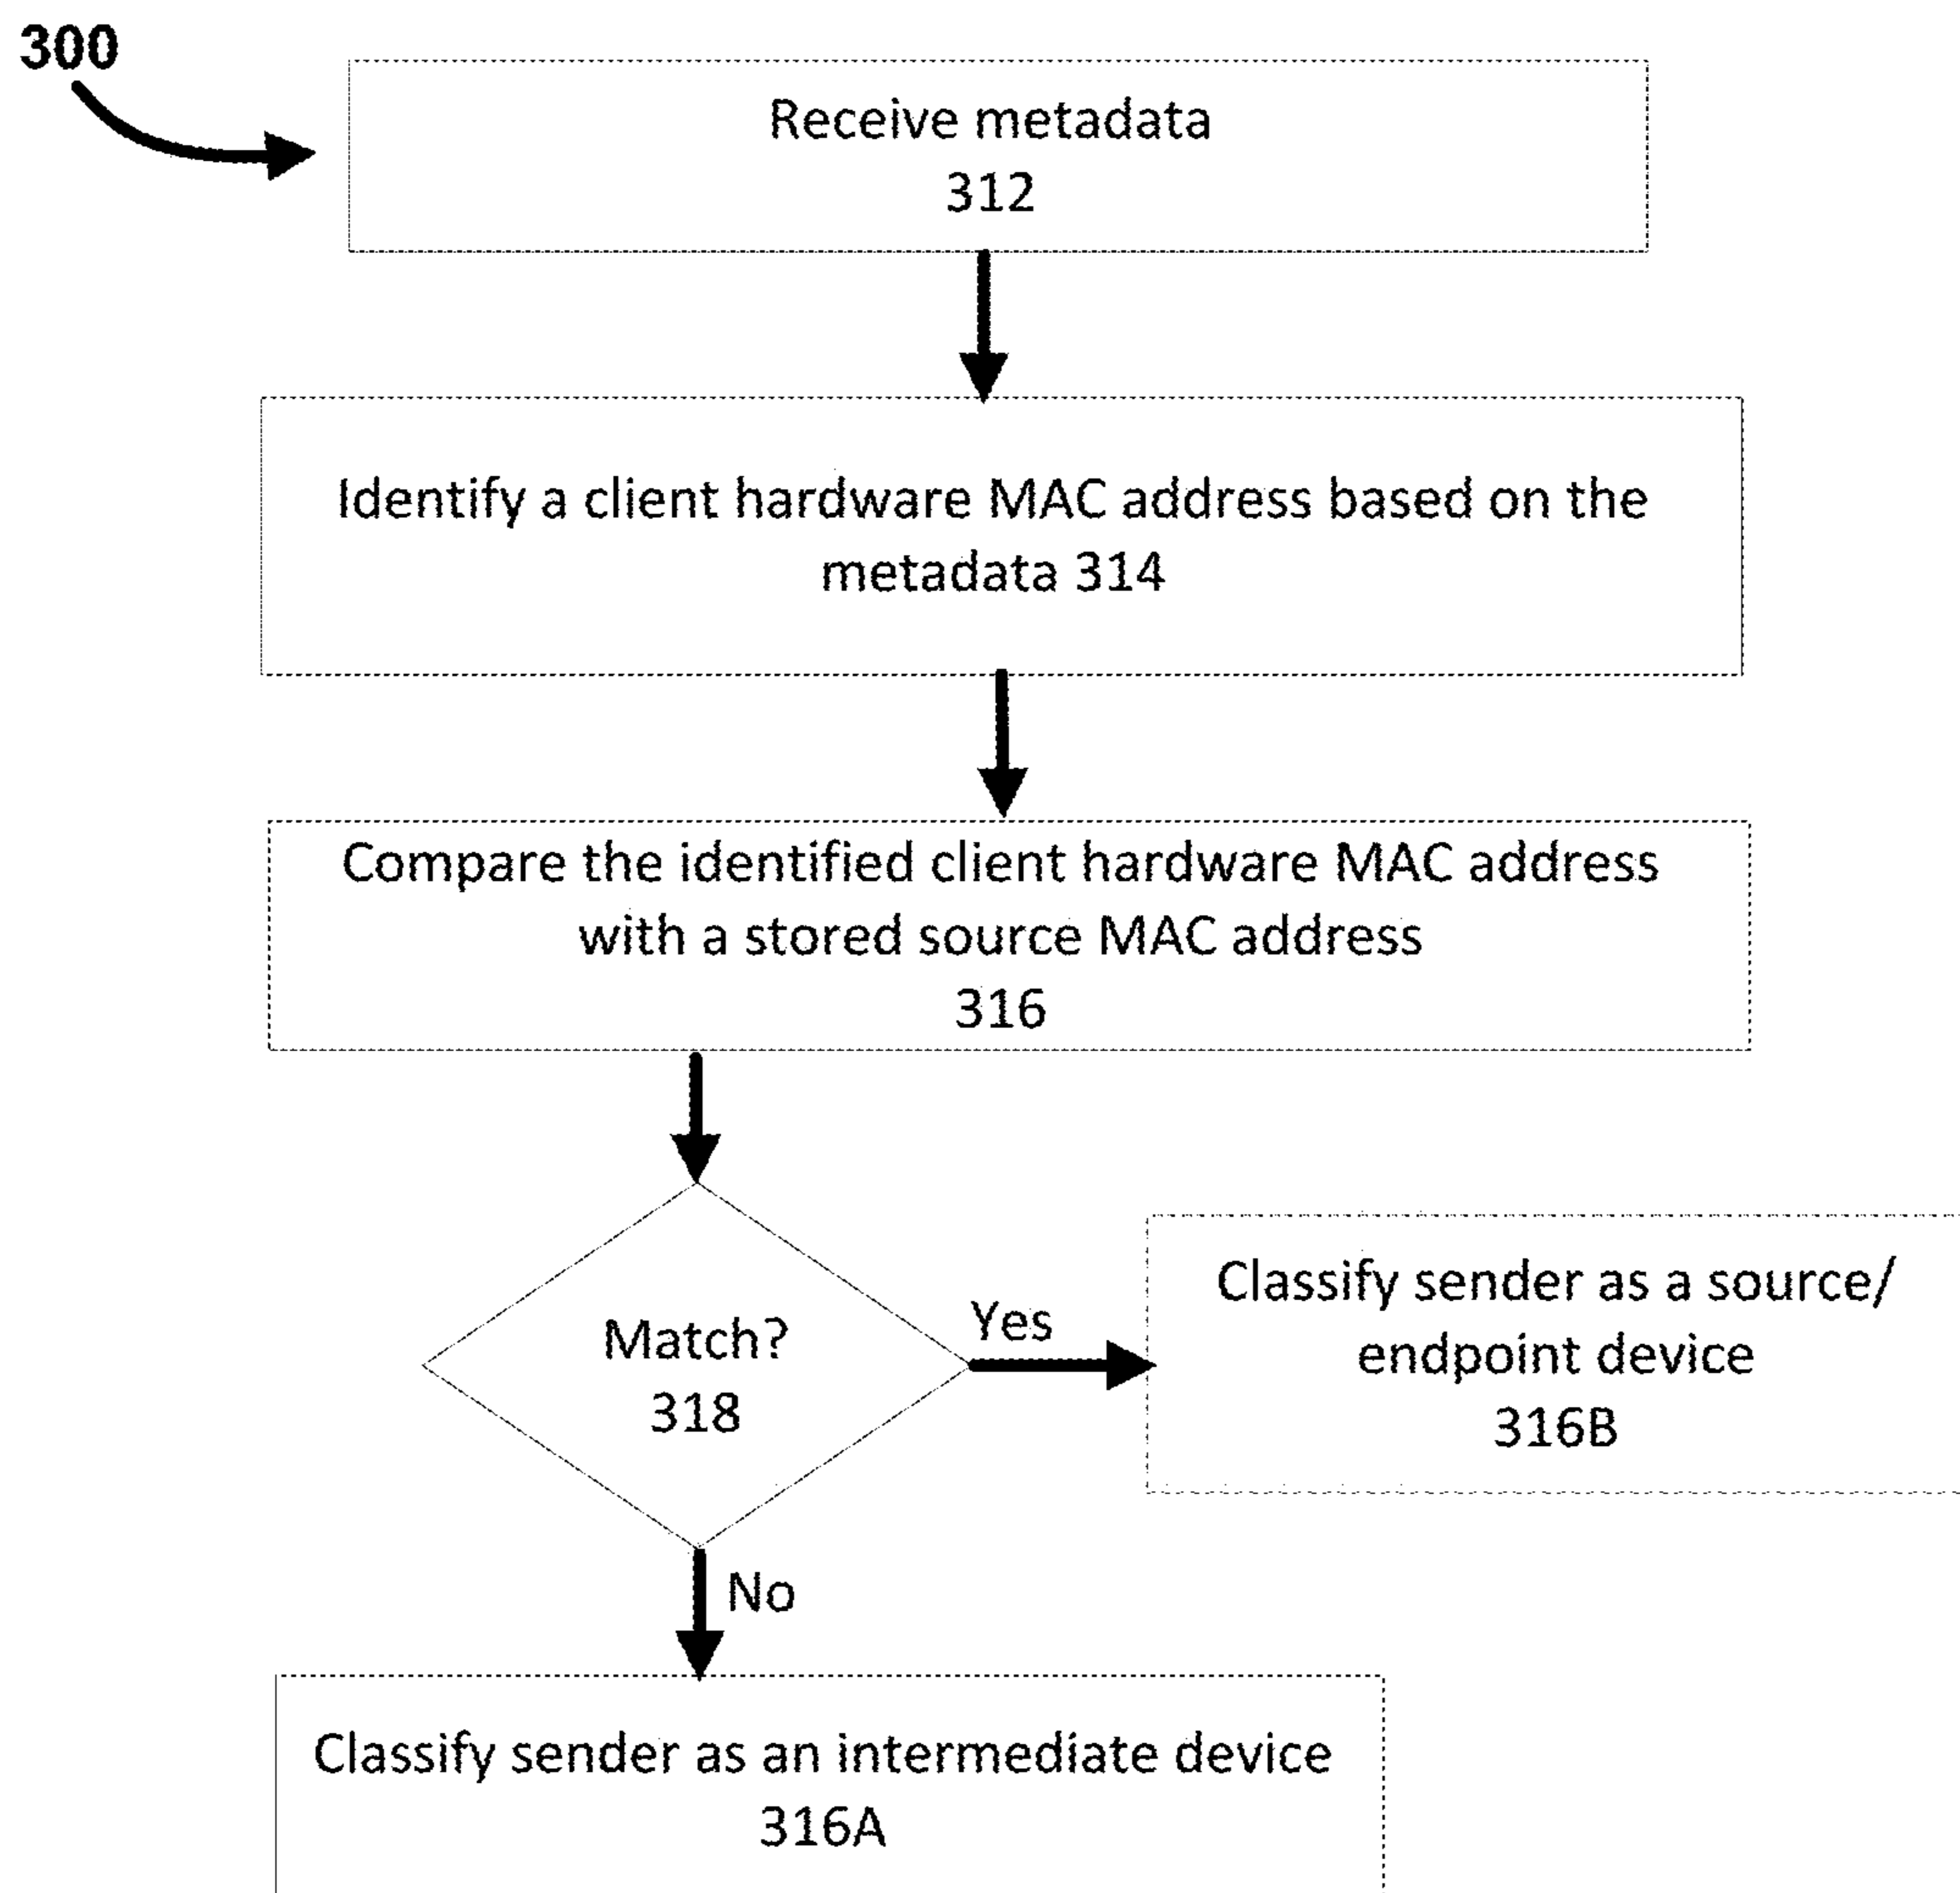 300
Receive metadata
312
Identify a client hardware MAC address based on the
metadata 314
Compare the identified client hardware MAC address
with a stored source MAC address
316
Match?
318
Yes
Classify sender as a source/
endpoint device
316B
No
Classify sender as an intermediate device
316A